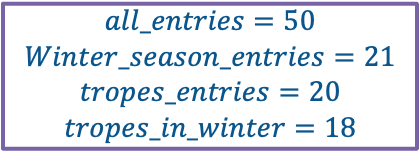 all_entries = 50
Winter_season_entries = 21
tropes_entries = 20
tropes_in_winter = 18